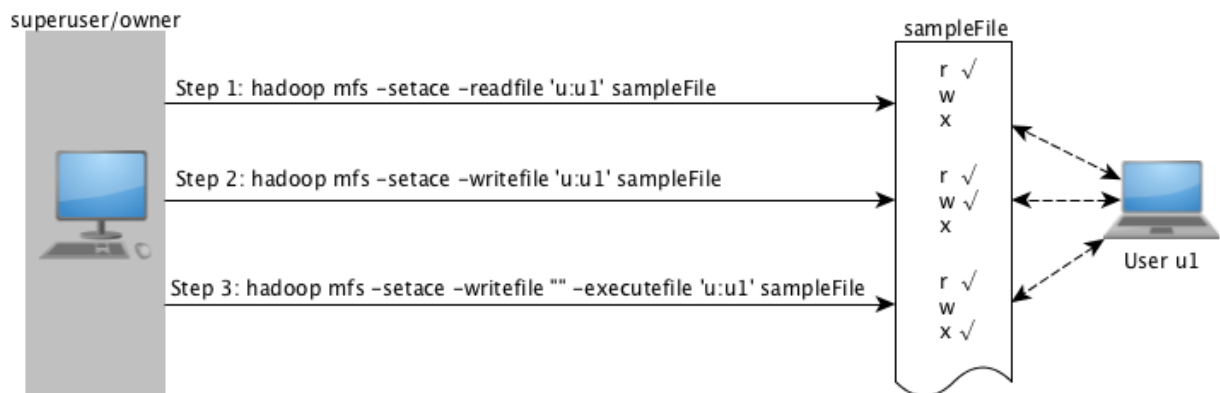 superuser/owner
sampleFile
Step 1: hadoop mfs -setace -readfile 'u:u1' sampleFile
r √
w
x
Step 2: hadoop mfs -setace -writefile 'u:u1' sampleFile
r √
w √
x
User u1
Step 3: hadoop mfs -setace -writefile "" -executefile 'u:u1' sampleFile
r √
w
x √